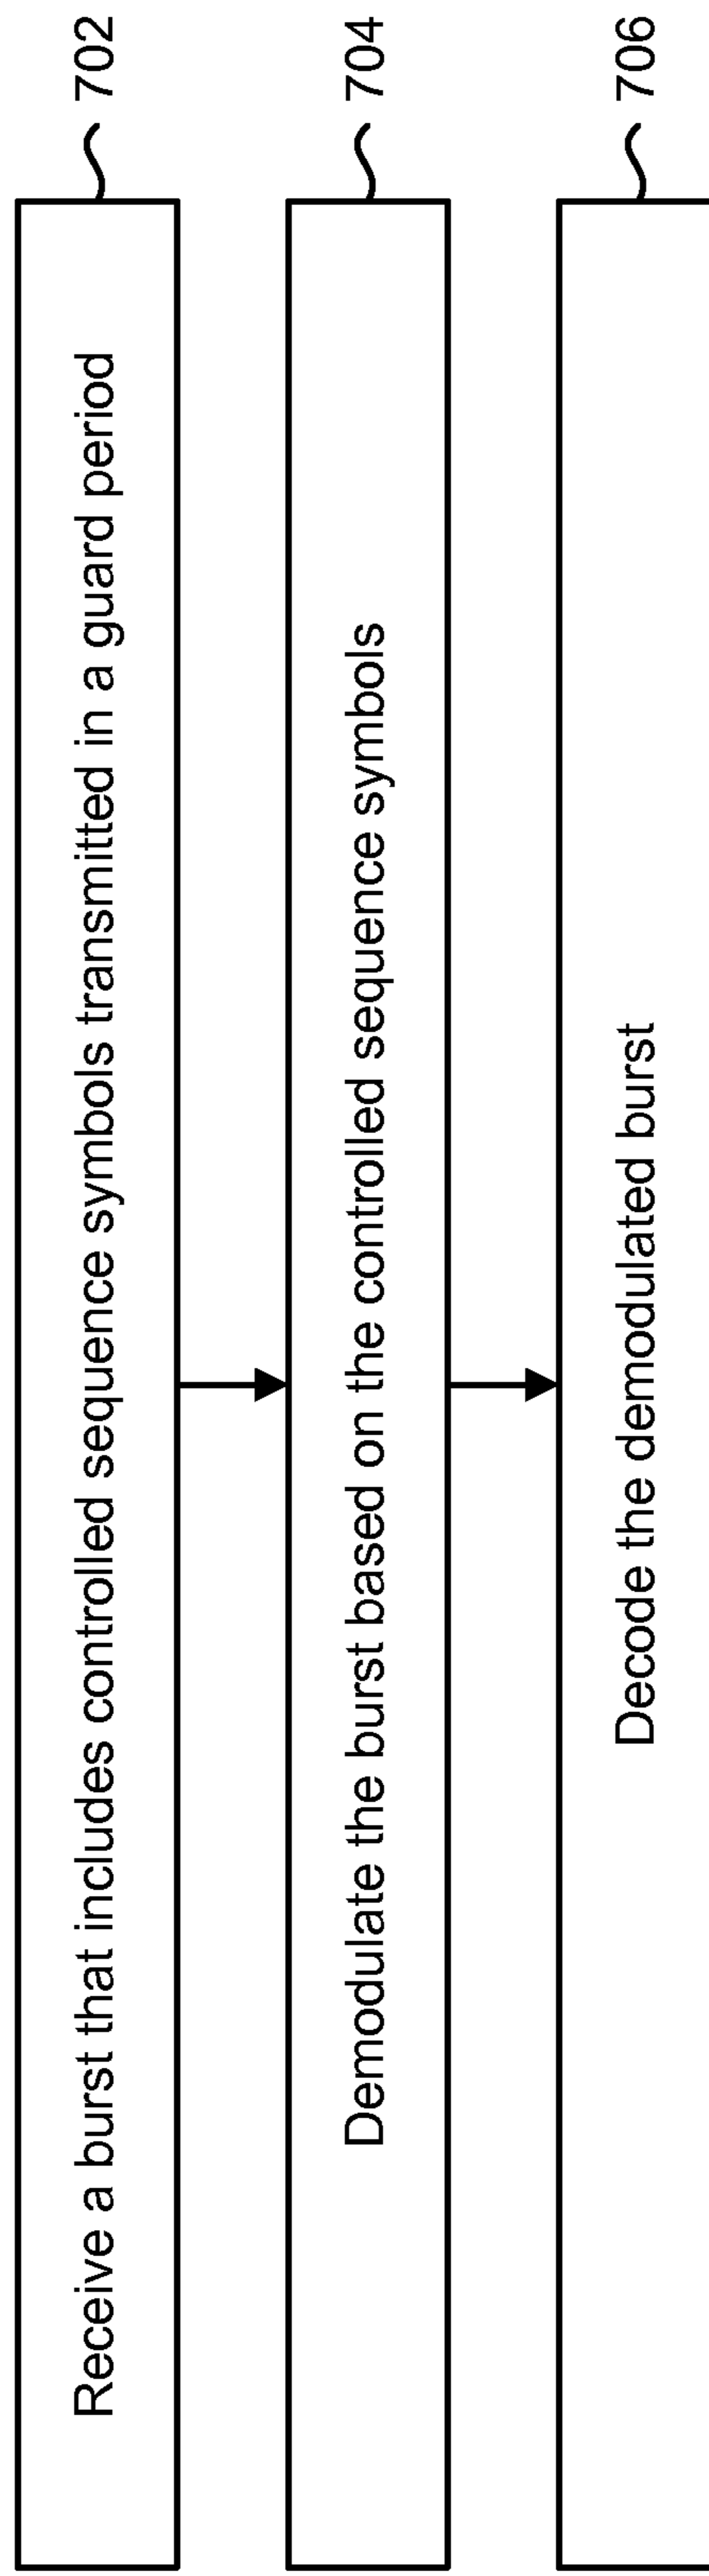 Receive a burst that includes controlled sequence symbols transmitted in a guard period
702
Demodulate the burst based on the controlled sequence symbols
704
Decode the demodulated burst
706